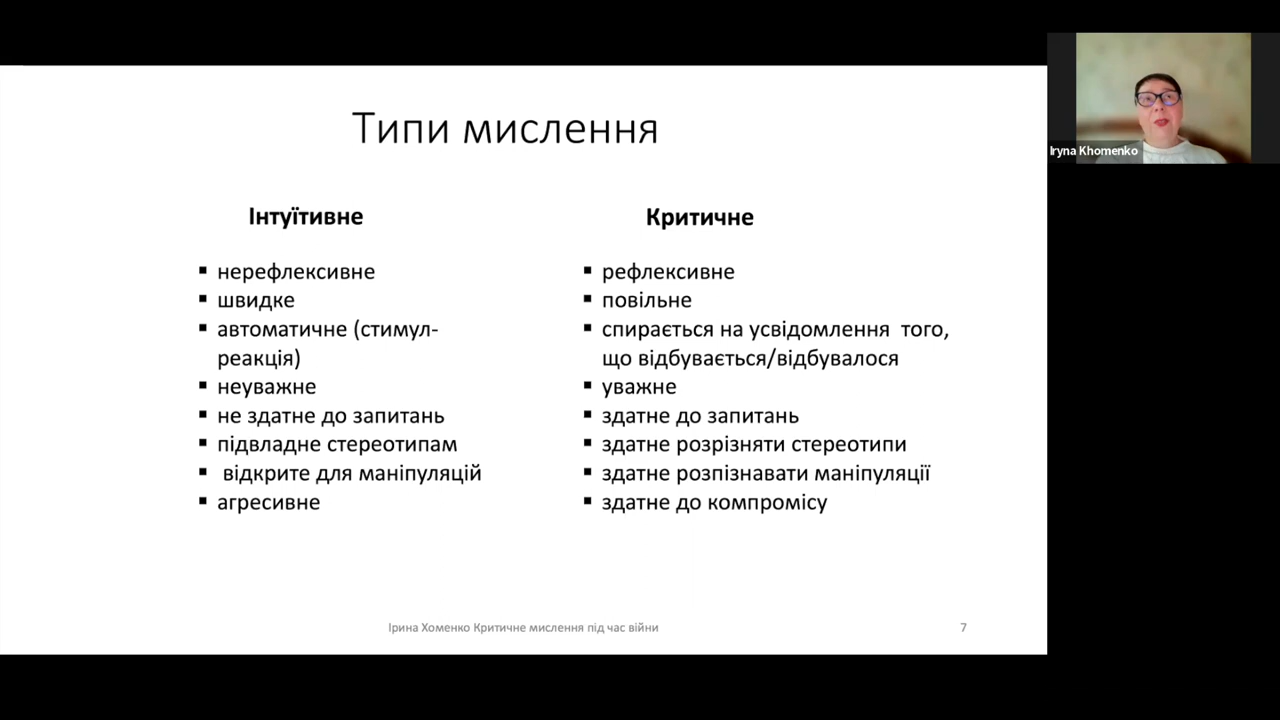 Типи мислення
Інтуїтивне
▪ нерефлексивне
▪ швидке
▪ автоматичне (стимул-
реакція)
▪ неуважне
▪ не здатне до запитань
▪ підвладне стереотипам
▪ відкрите для маніпуляцій
▪ агресивне
Критичне
▪ рефлексивне
▪ повільне
▪ спирається на усвідомлення  того,
що відбувається/відбувалося
▪ уважне
▪ здатне до запитань
▪ здатне розрізняти стереотипи
▪ здатне розпізнавати маніпуляції
▪ здатне до компромісу
Ірина Хоменко Критичне мислення під час війни
7
Iryna Khomenko